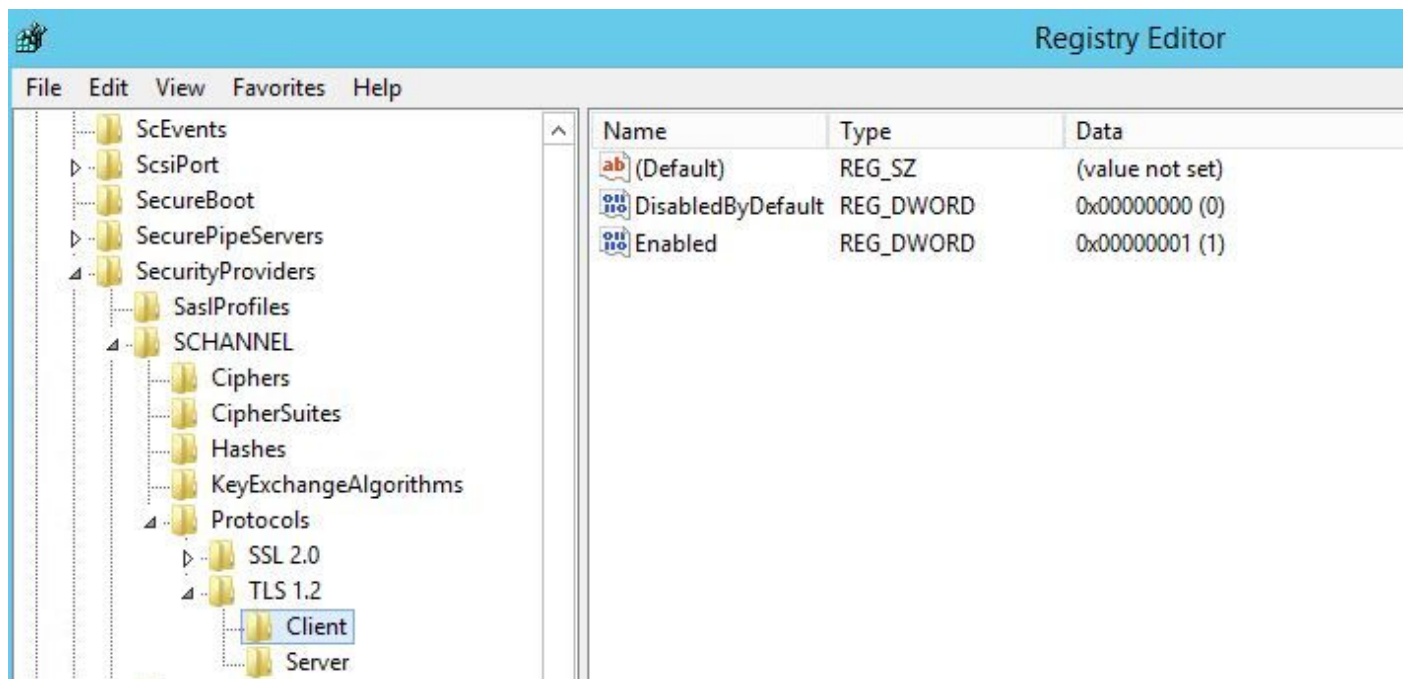 Registry Editor
File Edit View Favorites Help
ScEvents
ScsiPort
SecureBoot
SecurePipeServers
SecurityProviders
SaslProfiles
SCHANNEL
Ciphers
CipherSuites
Hashes
KeyExchangeAlgorithms
Protocols
SSL 2.0
TLS 1.2
Client
Server
Name Type Data
(Default) REG_SZ (value not set)
DisabledByDefault REG_DWORD 0x00000000 (0)
Enabled REG_DWORD 0x00000001 (1)